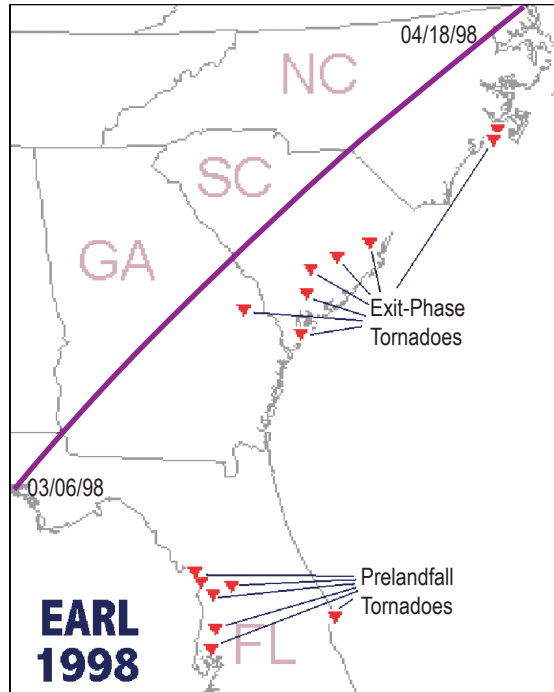 04/18/98
NC
SC
GA
Exit-Phase
Tornadoes
03/06/98
Prelandfall
Tornadoes
EARL
1998
FL